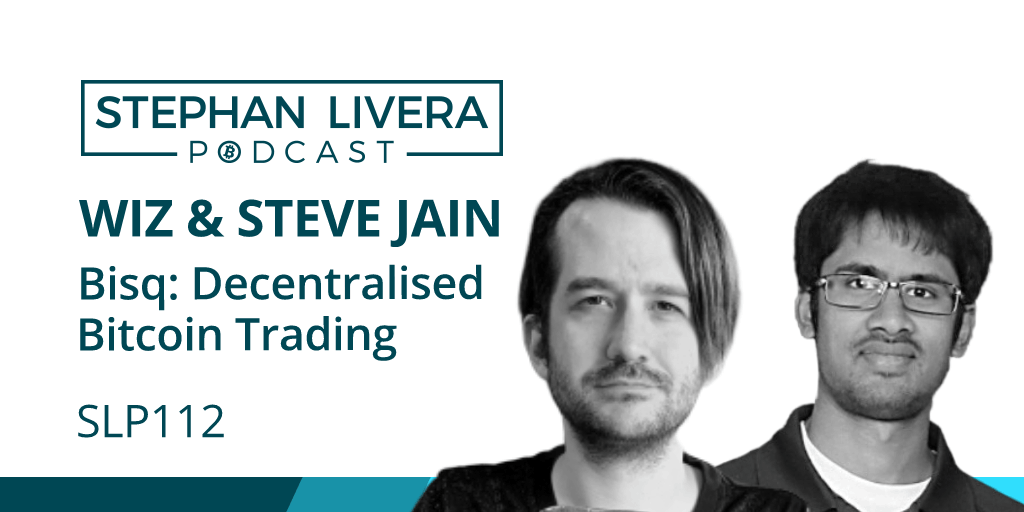 STEPHAN LIVERA
PODCAST
WIZ & STEVE JAIN
Bisq: Decentralised
Bitcoin Trading
SLP112